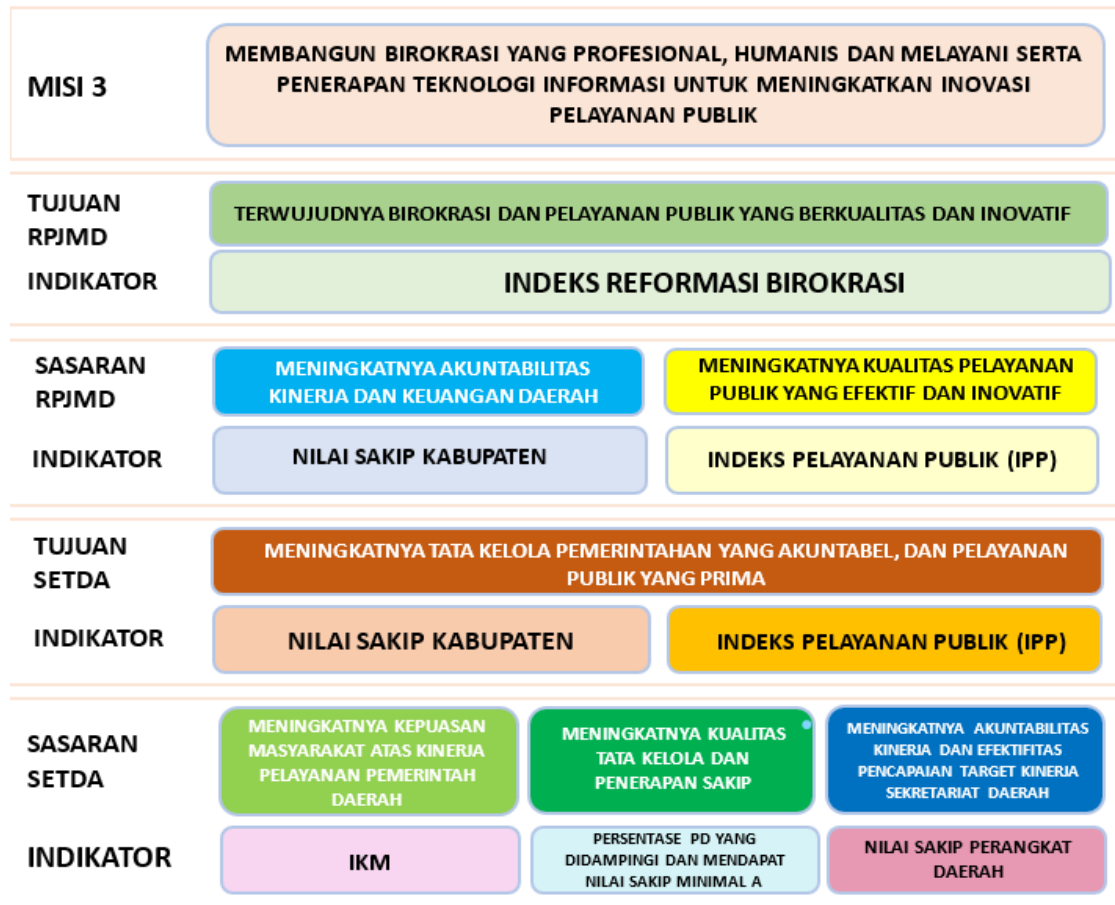 MISI 3
MEMBANGUN BIROKRASI YANG PROFESIONAL, HUMANIS DAN MELAYANI SERTA
PENERAPAN TEKNOLOGI INFORMASI UNTUK MENINGKATKAN INOVASI
PELAYANAN PUBLIK
TUJUAN
RPJMD
TERWUJUDNYA BIROKRASI DAN PELAYANAN PUBLIK YANG BERKUALITAS DAN INOVATIF
INDIKATOR
INDEKS REFORMASI BIROKRASI
SASARAN
RPJMD
MENINGKATNYA AKUNTABILITAS
KINERJA DAN KEUANGAN DAERAH
MENINGKATNYA KUALITAS PELAYANAN
PUBLIK YANG EFEKTIF DAN INOVATIF
INDIKATOR
NILAI SAKIP KABUPATEN
INDEKS PELAYANAN PUBLIK (IPP)
TUJUAN
SETDA
MENINGKATNYA TATA KELOLA PEMERINTAHAN YANG AKUNTABEL, DAN PELAYANAN
PUBLIK YANG PRIMA
INDIKATOR
NILAI SAKIP KABUPATEN
INDEKS PELAYANAN PUBLIK (IPP)
SASARAN
SETDA
MENINGKATNYA KEPUASAN
MASYARAKAT ATAS KINERJA
PELAYANAN PEMERINTAH
DAERAH
MENINGKATNYA KUALITAS
TATA KELOLA DAN
PENERAPAN SAKIP
MENINGKATNYA AKUNTABILITAS
KINERJA DAN EFEKTIFITAS
PENCAPAIAN TARGET KINERJA
SEKRETARIAT DAERAH
INDIKATOR
IKM
PERSENTASE PD YANG
DIDAMPINGI DAN MENDAPAT
NILAI SAKIP MINIMAL A
NILAI SAKIP PERANGKAT
DAERAH